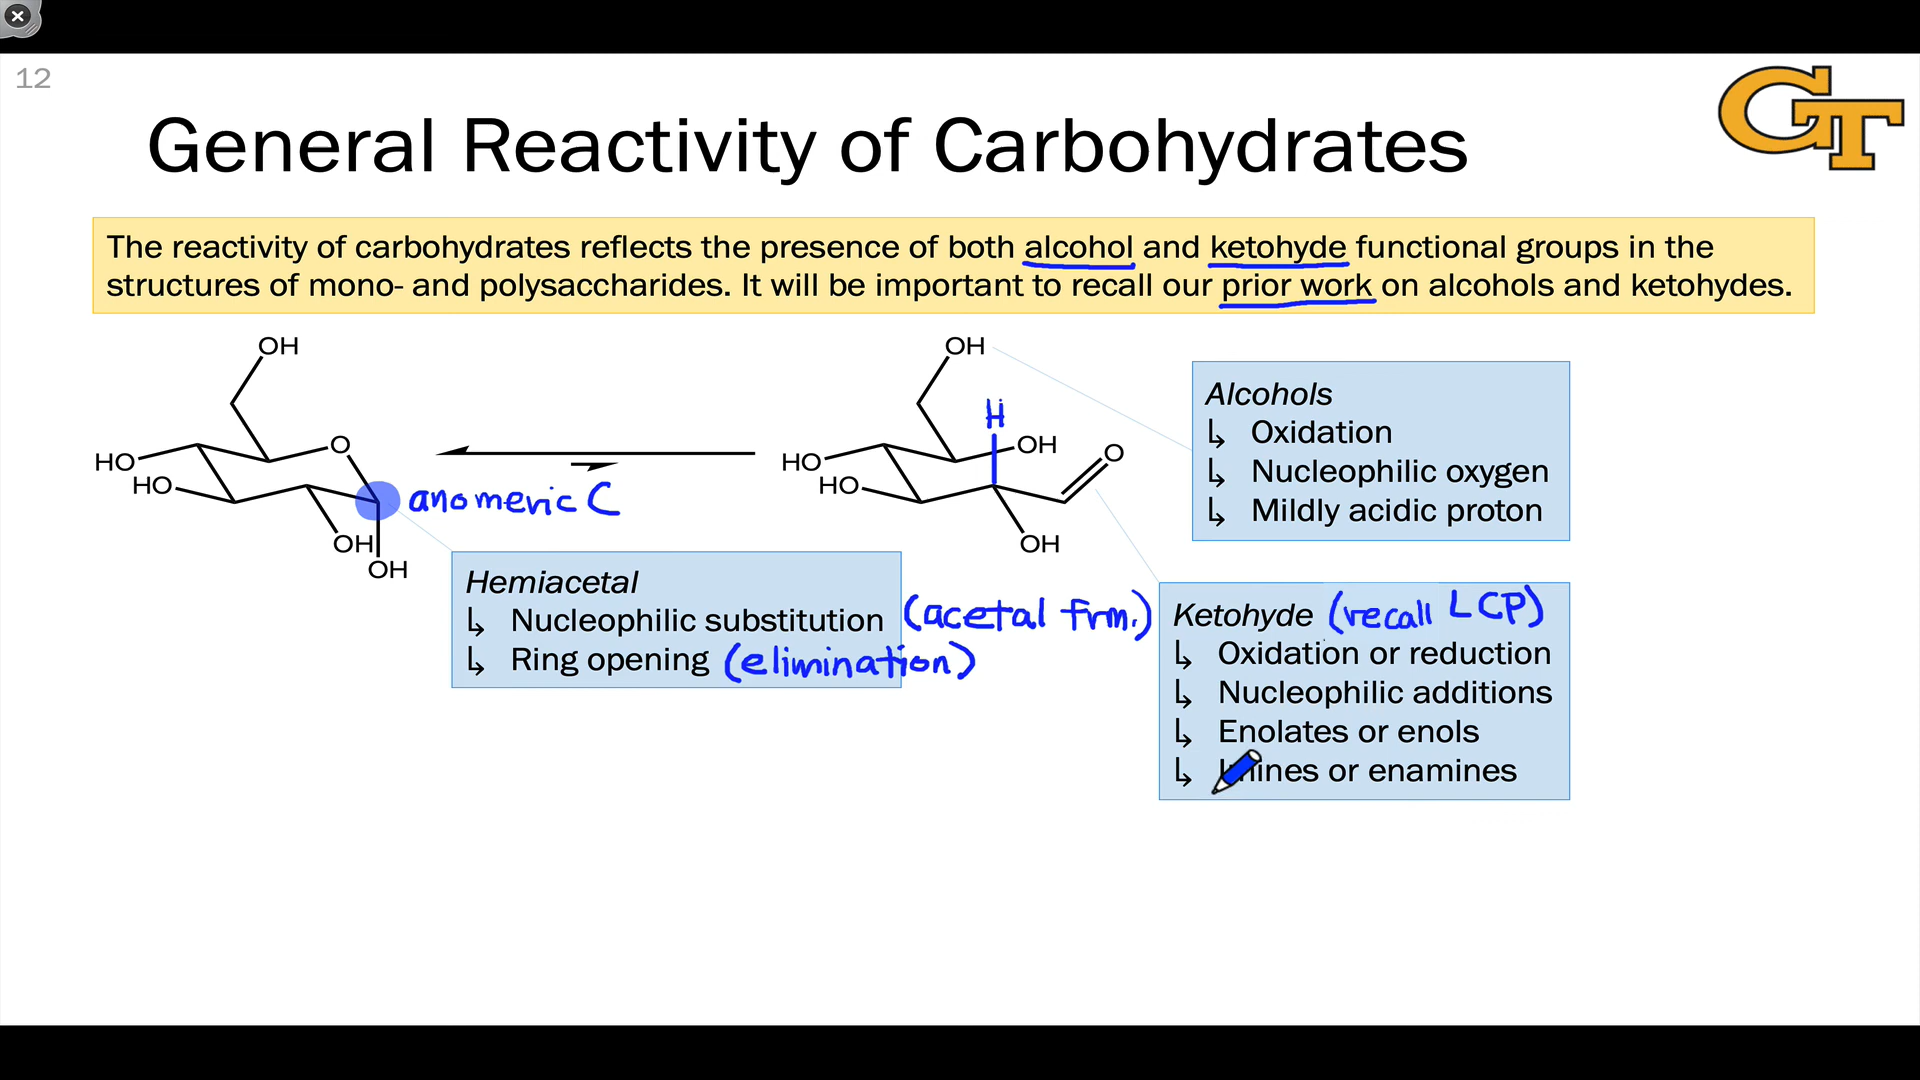 12
GT
General Reactivity of Carbohydrates
The reactivity of carbohydrates reflects the presence of both alcohol and ketohyde functional groups in the
structures of mono- and polysaccharides. It will be important to recall our prior work on alcohols and ketohydes.
OH
O
HO
HO
OH
OH
anomeric C
OH
H
OH
O
HO
HO
OH
Alcohols
↳ Oxidation
↳ Nucleophilic oxygen
↳ Mildly acidic proton
Hemiacetal
↳ Nucleophilic substitution (acetal frm.)
↳ Ring opening (elimination)
Ketohyde (recall LCP)
↳ Oxidation or reduction
↳ Nucleophilic additions
↳ Enolates or enols
↳ Imines or enamines